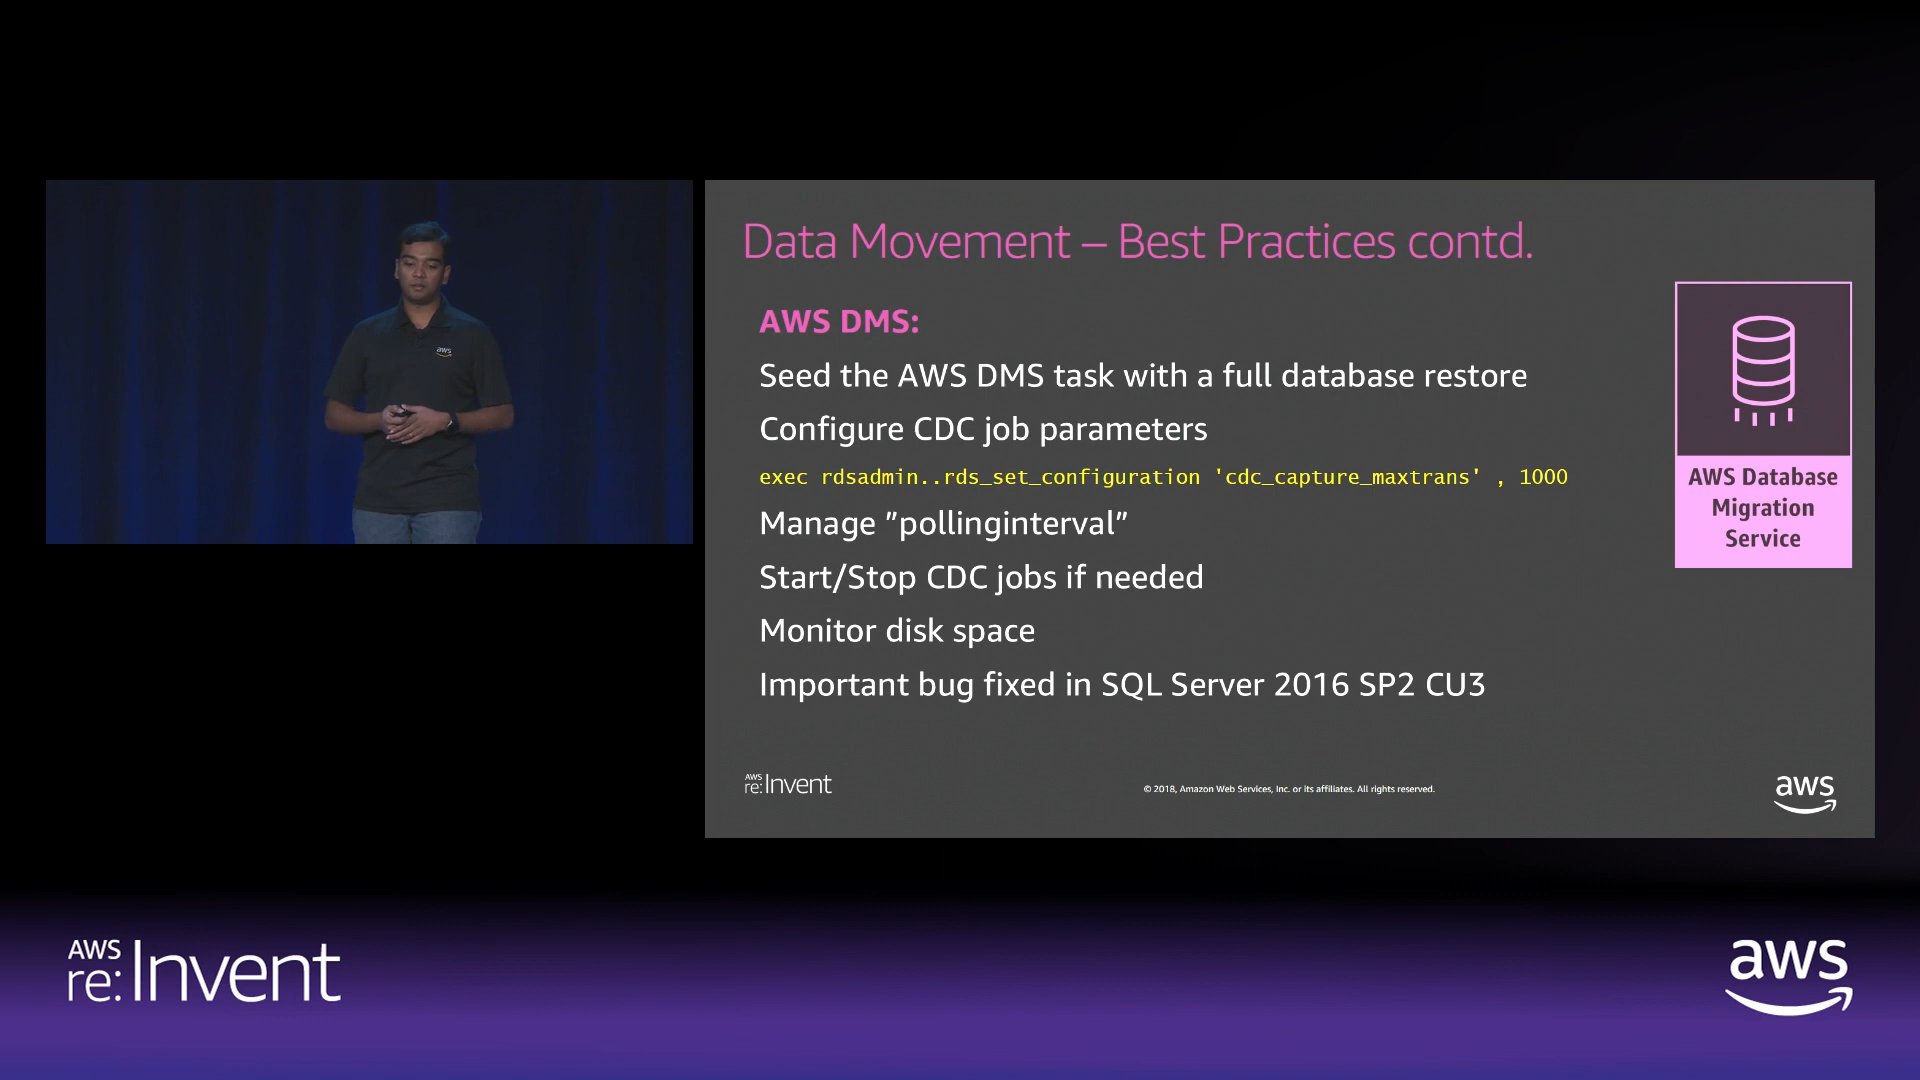 aws
Data Movement – Best Practices contd.
AWS DMS:
Seed the AWS DMS task with a full database restore
Configure CDC job parameters
exec rdsadmin..rds_set_configuration 'cdc_capture_maxtrans' , 1000
Manage ”pollinginterval”
Start/Stop CDC jobs if needed
Monitor disk space
Important bug fixed in SQL Server 2016 SP2 CU3
AWS Database
Migration
Service
AWS
re:Invent
© 2018, Amazon Web Services, Inc. or its affiliates. All rights reserved.
aws
AWS
re:Invent
aws